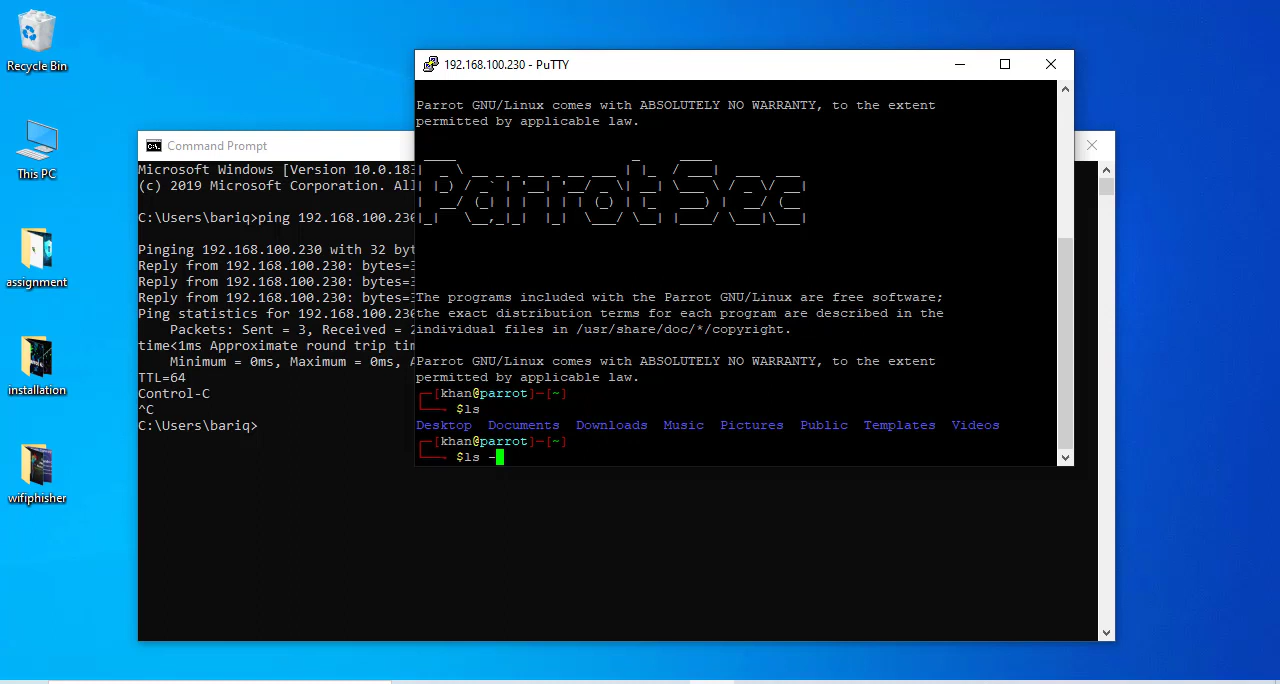 Recycle Bin
This PC
assignment
installation
wifiphisher
Command Prompt
Microsoft Windows [Version 10.0.183
(c) 2019 Microsoft Corporation. All
C:\Users\bariq>ping 192.168.100.230
Pinging 192.168.100.230 with 32 byt
Reply from 192.168.100.230: bytes=3
Reply from 192.168.100.230: bytes=3
Reply from 192.168.100.230: bytes=3
Ping statistics for 192.168.100.230
Packets: Sent = 3, Received = 2
time<1ms Approximate round trip tim
Minimum = 0ms, Maximum = 0ms, A
TTL=64
Control-C
^C
C:\Users\bariq>
192.168.100.230 - PuTTY
Parrot GNU/Linux comes with ABSOLUTELY NO WARRANTY, to the extent
permitted by applicable law.
ParrotSec
The programs included with the Parrot GNU/Linux are free software;
the exact distribution terms for each program are described in the
individual files in /usr/share/doc/*/copyright.
Parrot GNU/Linux comes with ABSOLUTELY NO WARRANTY, to the extent
permitted by applicable law.
┌─[khan@parrot]─[~]
└──╼ $ls
Desktop Documents Downloads Music Pictures Public Templates Videos
┌─[khan@parrot]─[~]
└──╼ $ls -